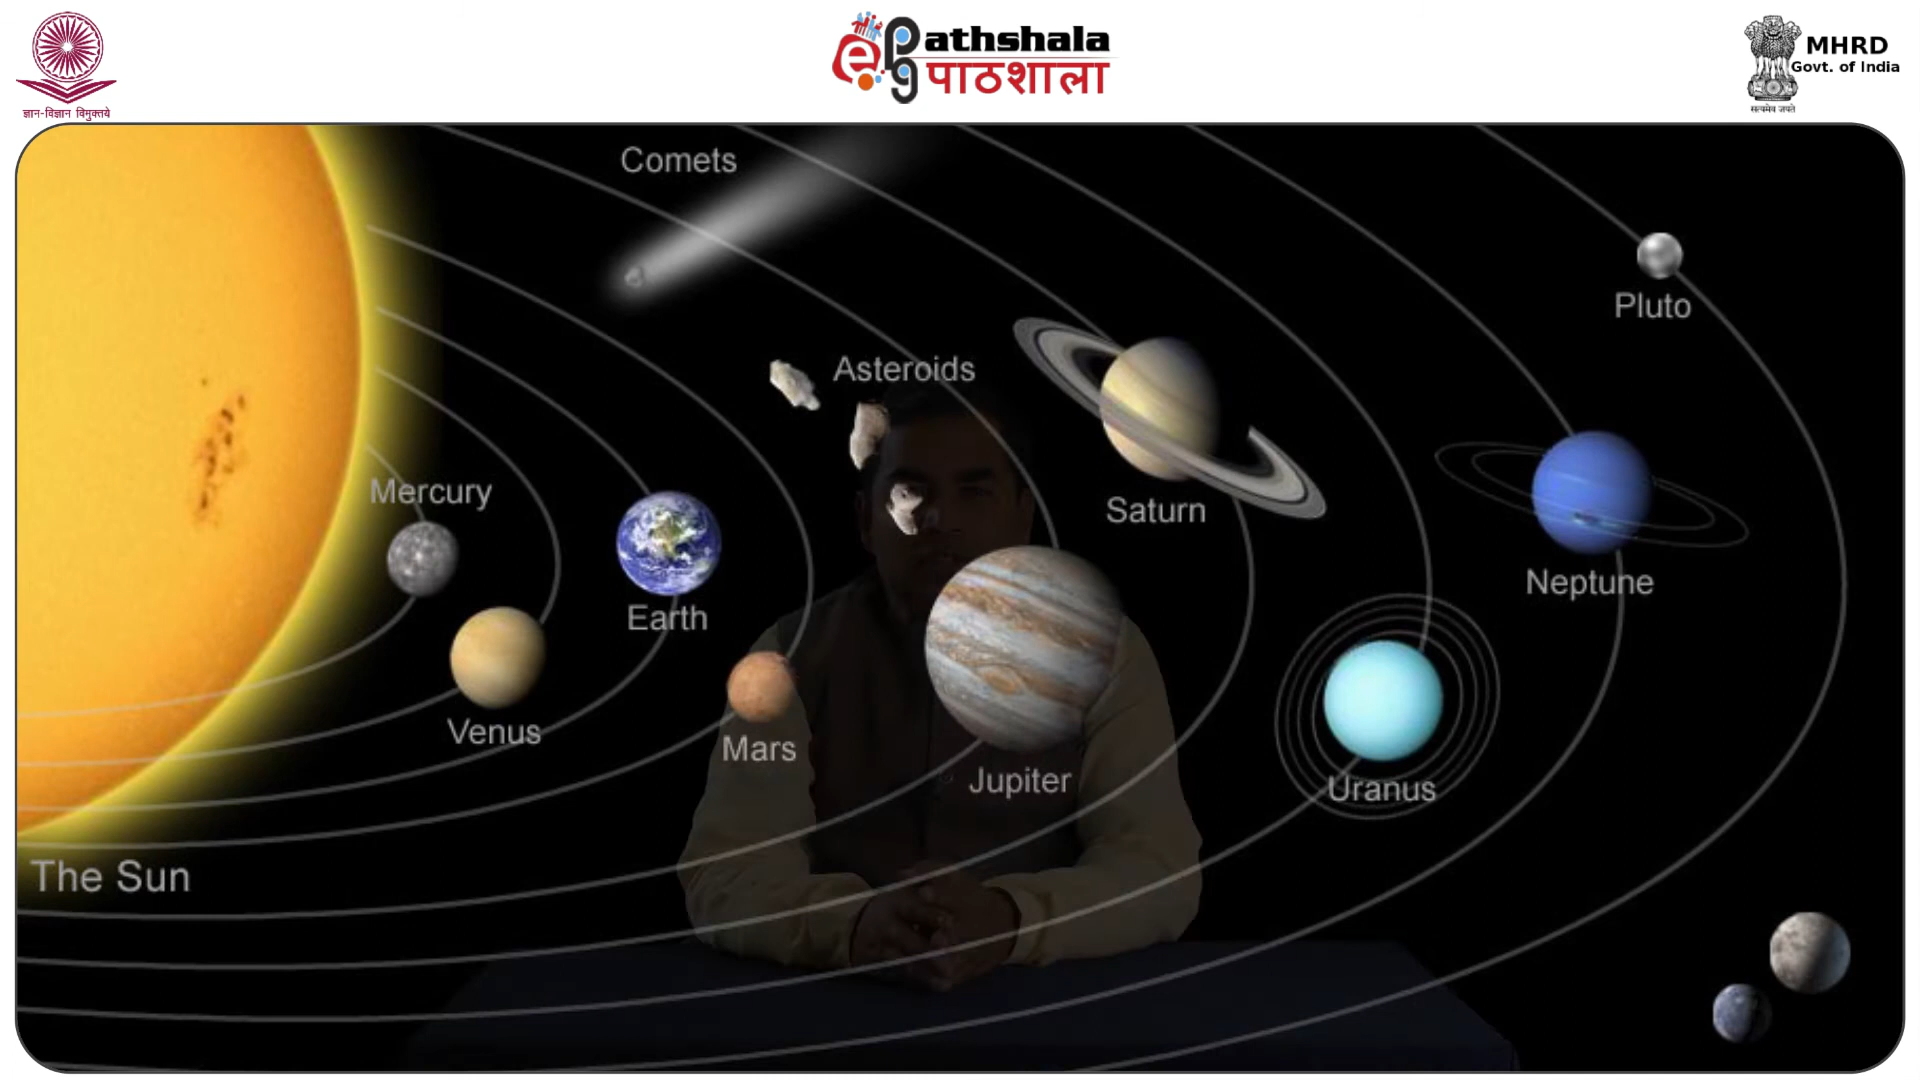 ज्ञान-विज्ञान विमुक्तये
ePathshala
पाठशाला
MHRD
Govt. of India
सत्यमेव जयते
Comets
Pluto
Asteroids
Mercury
Saturn
Neptune
Earth
Venus
Mars
Jupiter
Uranus
The Sun